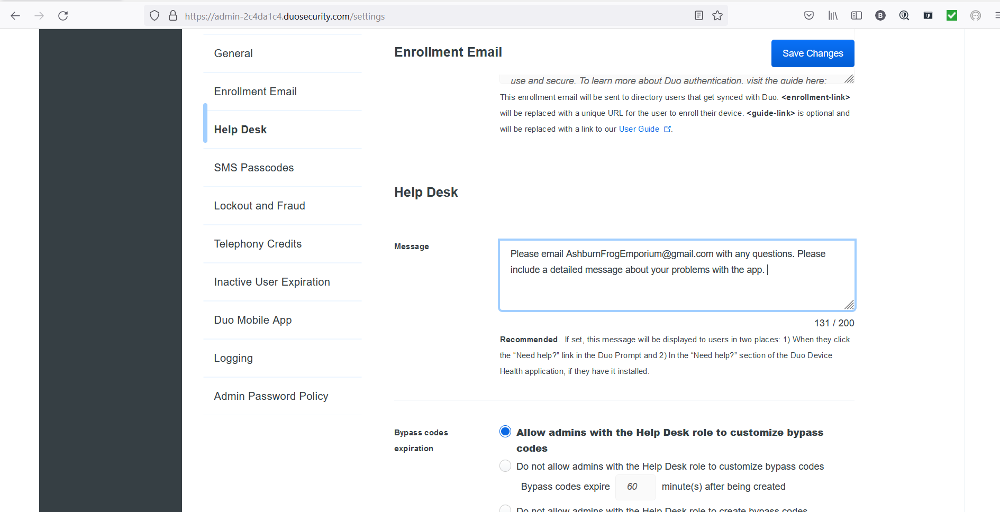 https://admin-2c4da1c4.duosecurity.com/settings
B
General
Enrollment Email
Help Desk
SMS Passcodes
Lockout and Fraud
Telephony Credits
Inactive User Expiration
Duo Mobile App
Logging
Admin Password Policy
Enrollment Email
Save Changes
use and secure. To learn more about Duo authentication, visit the guide here:
This enrollment email will be sent to directory users that get synced with Duo. <enrollment-link>
will be replaced with a unique URL for the user to enroll their device. <guide-link> is optional and
will be replaced with a link to our User Guide .
Help Desk
Message
Please email AshburnFrogEmporium@gmail.com with any questions. Please
include a detailed message about your problems with the app.
131 / 200
Recommended. If set, this message will be displayed to users in two places: 1) When they click
the “Need help?” link in the Duo Prompt and 2) In the “Need help?” section of the Duo Device
Health application, if they have it installed.
Bypass codes
expiration
Allow admins with the Help Desk role to customize bypass
codes
Do not allow admins with the Help Desk role to customize bypass codes
Bypass codes expire 60 minute(s) after being created
Do not allow admins with the Help Desk role to create bypass codes